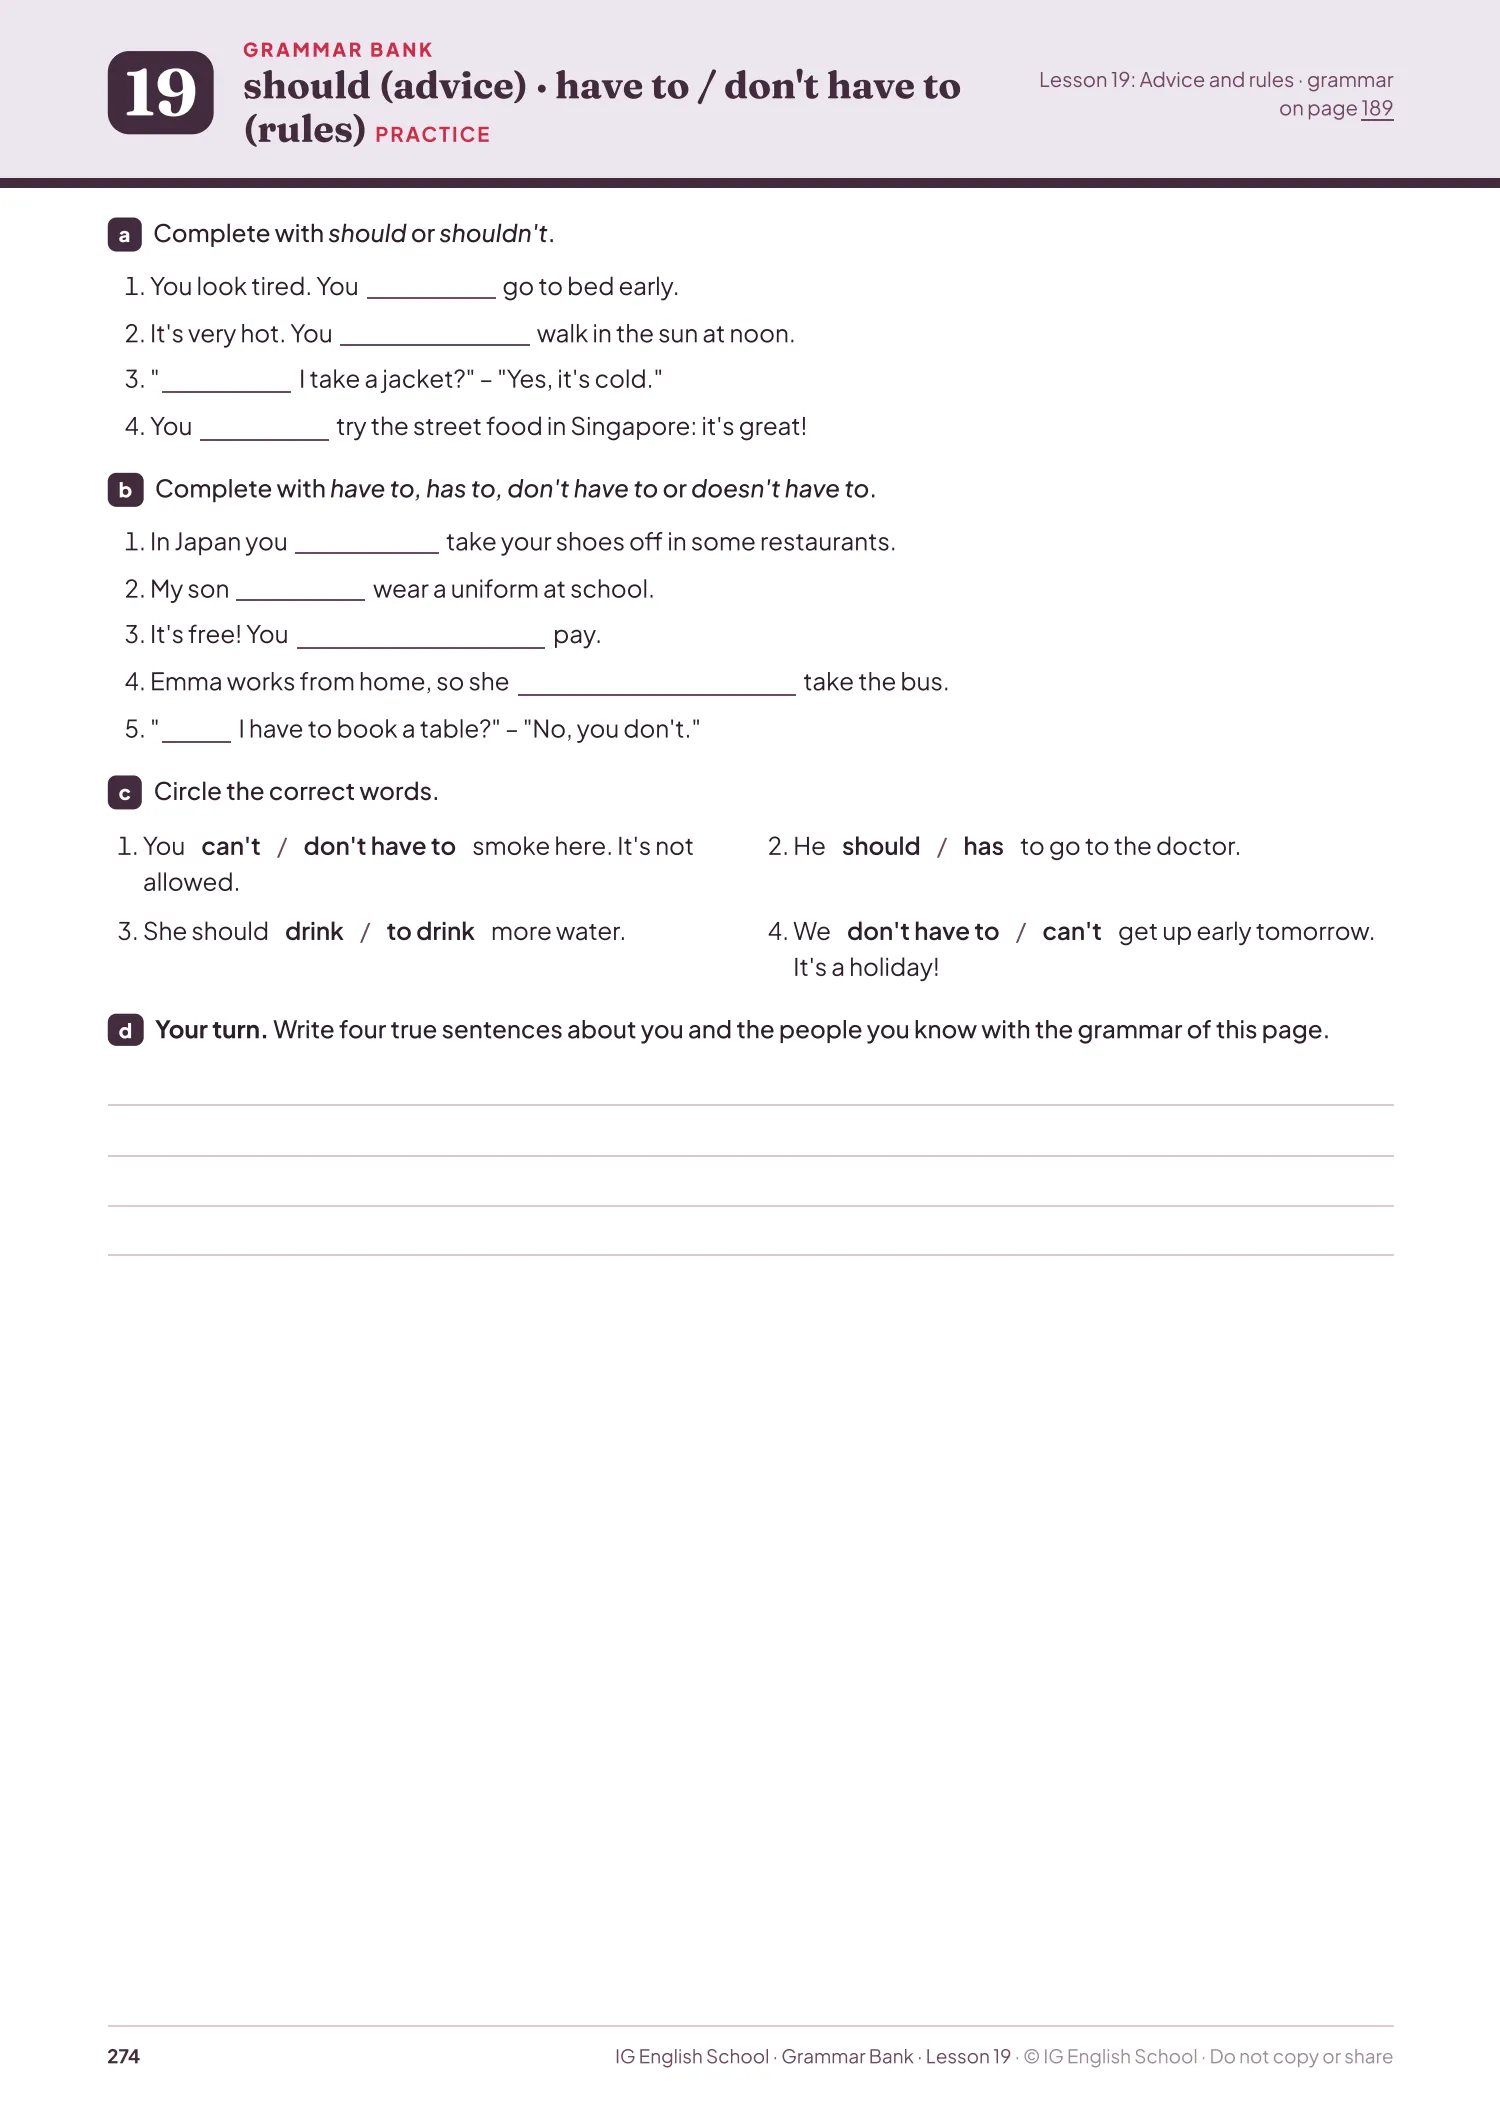 19
GRAMMAR BANK
should (advice) · have to / don't have to
(rules) PRACTICE
Lesson 19: Advice and rules · grammar
on page 189
a Complete with should or shouldn't.
1. You look tired. You __________ go to bed early.
2. It's very hot. You __________ walk in the sun at noon.
3. "__________ I take a jacket?" – "Yes, it's cold."
4. You __________ try the street food in Singapore: it's great!
b Complete with have to, has to, don't have to or doesn't have to.
1. In Japan you __________ take your shoes off in some restaurants.
2. My son __________ wear a uniform at school.
3. It's free! You __________ pay.
4. Emma works from home, so she __________ take the bus.
5. "_____ I have to book a table?" – "No, you don't."
c Circle the correct words.
1. You can't / don't have to smoke here. It's not
allowed.
2. He should / has to go to the doctor.
3. She should drink / to drink more water.
4. We don't have to / can't get up early tomorrow.
It's a holiday!
d Your turn. Write four true sentences about you and the people you know with the grammar of this page.
274
IG English School · Grammar Bank · Lesson 19 · © IG English School · Do not copy or share